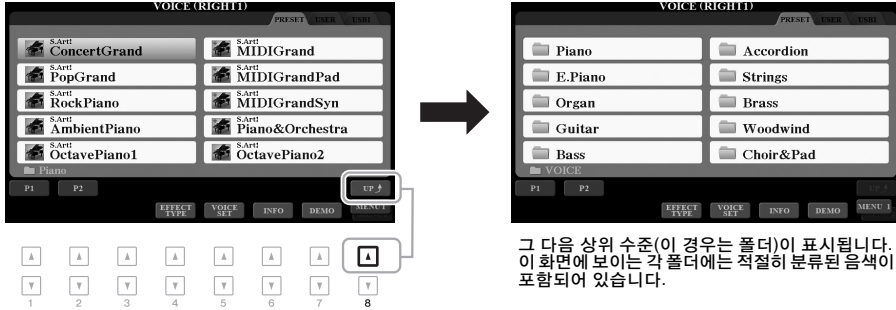 VOICE (RIGHT1)
PRESET USER USB1
S.Art! ConcertGrand
S.Art! MIDIGrand
S.Art! PopGrand
S.Art! MIDIGrandPad
S.Art! RockPiano
S.Art! MIDIGrandSyn
S.Art! AmbientPiano
S.Art! Piano&Orchestra
S.Art! OctavePiano1
S.Art! OctavePiano2
Piano
P1 P2 UP
EFFECT TYPE VOICE SET INFO DEMO MENU 1
1 2 3 4 5 6 7 8
VOICE (RIGHT1)
PRESET USER USB1
Piano
Accordion
E.Piano
Strings
Organ
Brass
Guitar
Woodwind
Bass
Choir&Pad
VOICE
P1 P2 UP
EFFECT TYPE VOICE SET INFO DEMO MENU 1
그 다음 상위 수준(이 경우는 폴더)이 표시됩니다.
이 화면에 보이는 각 폴더에는 적절히 분류된 음색이
포함되어 있습니다.